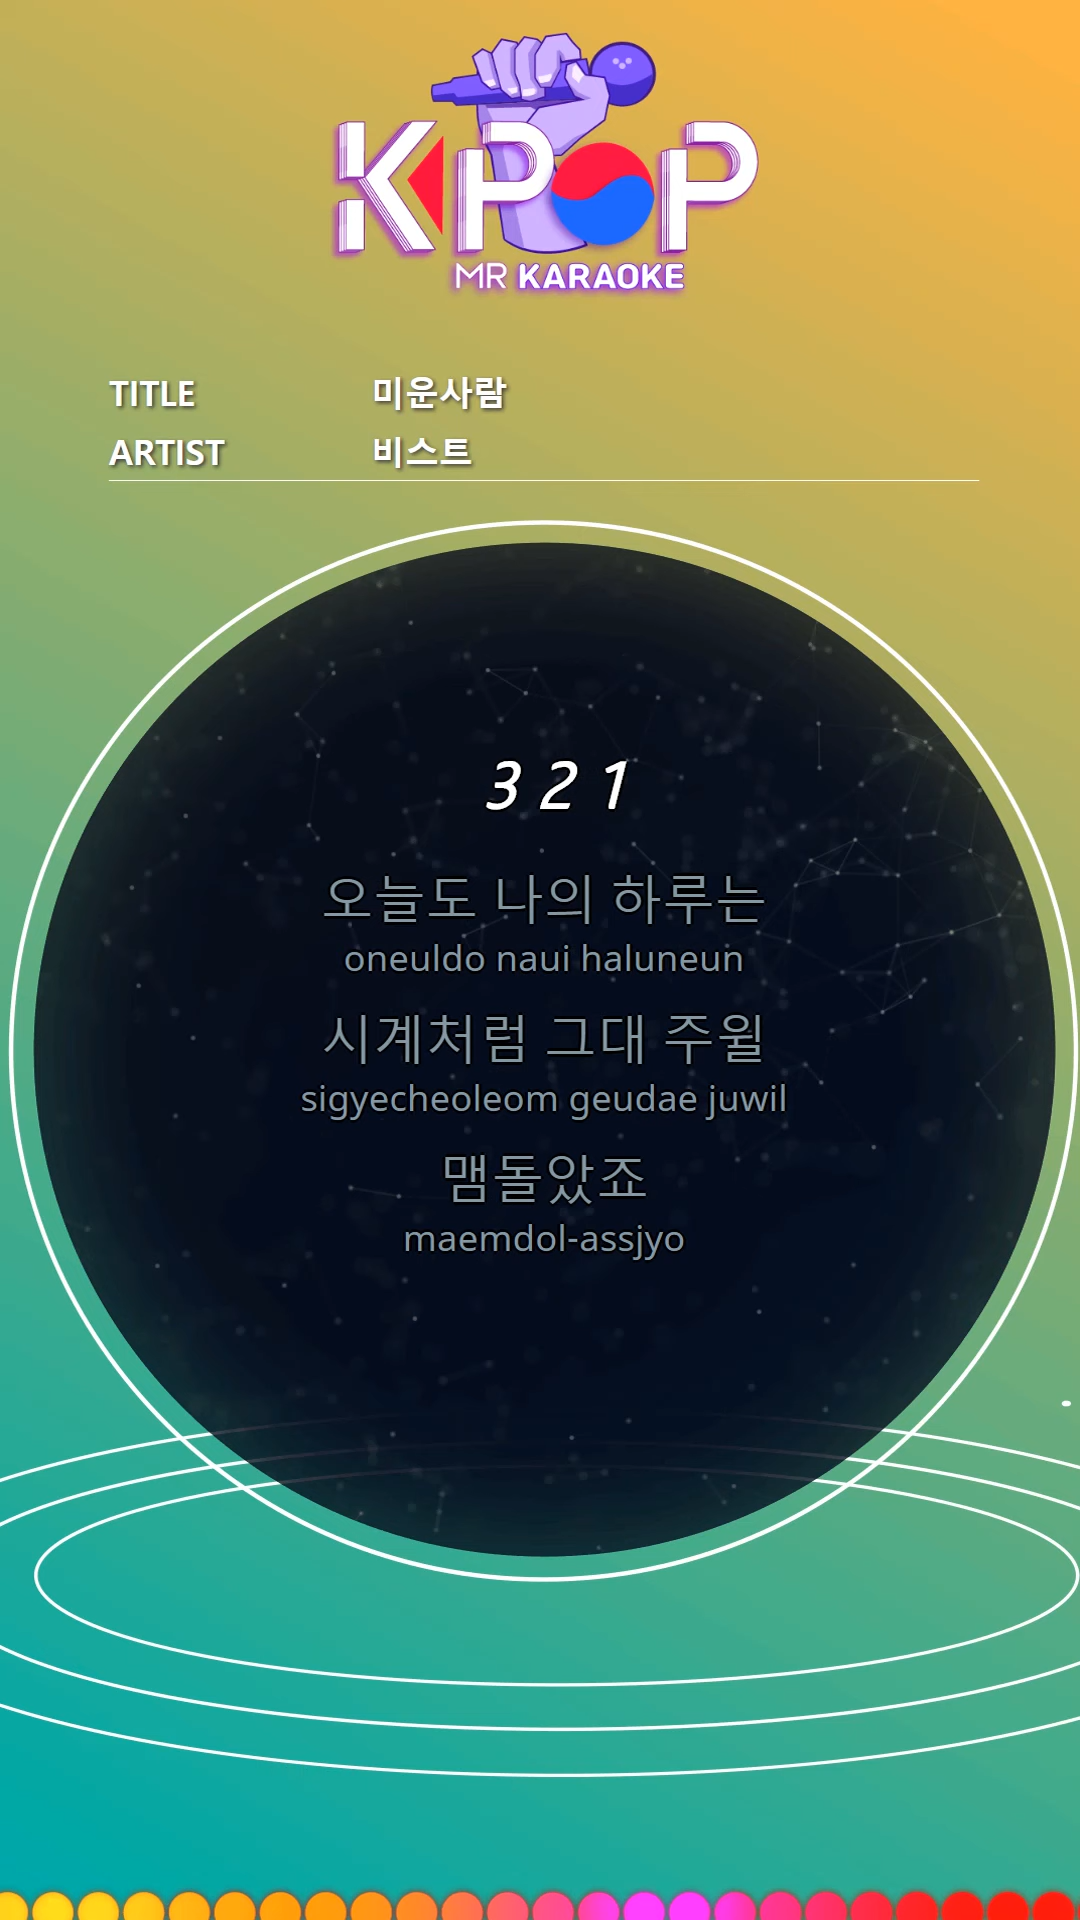 KPOP
MR KARAOKE
TITLE 미운사람
ARTIST 비스트
3 2 1
오늘도 나의 하루는
oneuldo naui haluneun
시계처럼 그대 주윌
sigyecheoleom geudae juwil
맴돌았죠
maemdol-assjyo